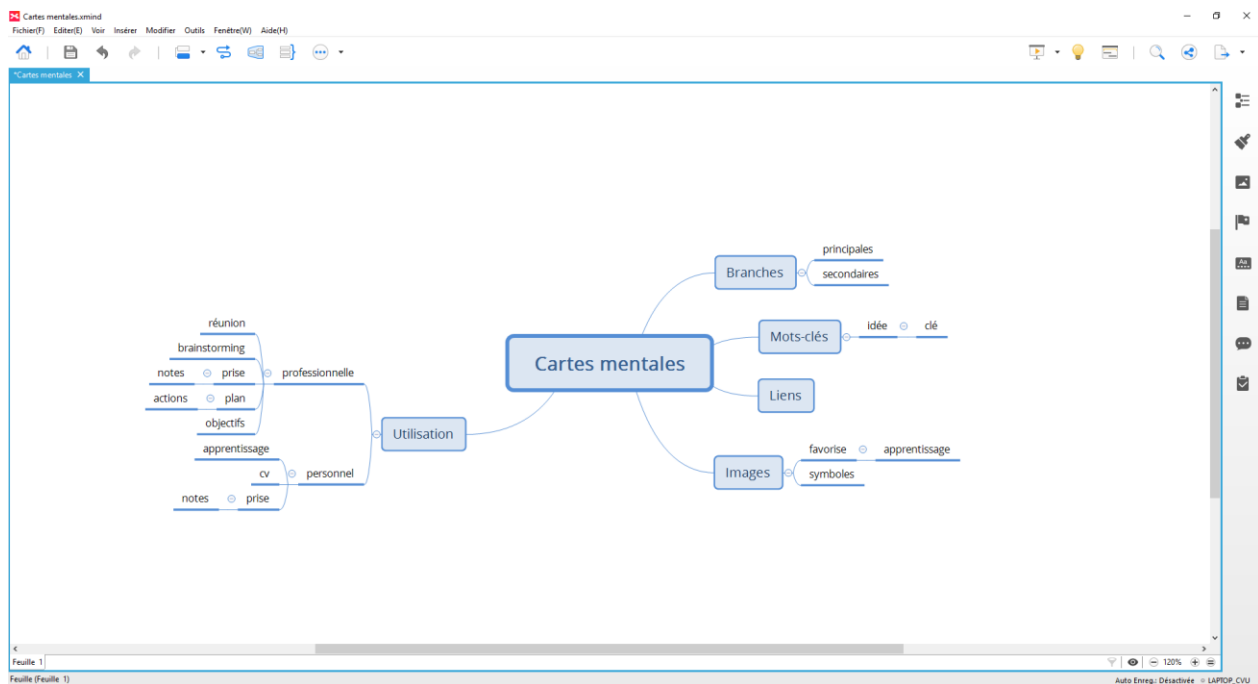 Cartes mentales.xmind
Fichier(F) Editer(E) Voir Insérer Modifier Outils Fenêtre(W) Aide(H)
*Cartes mentales
principales
Branches
secondaires
réunion
idée clé
Mots-clés
brainstorming
Cartes mentales
notes prise professionnelle
actions plan
Liens
objectifs
Utilisation
apprentissage
favorise apprentissage
cv personnel
Images
symboles
notes prise
Feuille 1
120%
Feuille (Feuille 1)
Auto Enreg.: Désactivée LAPTOP_CVU